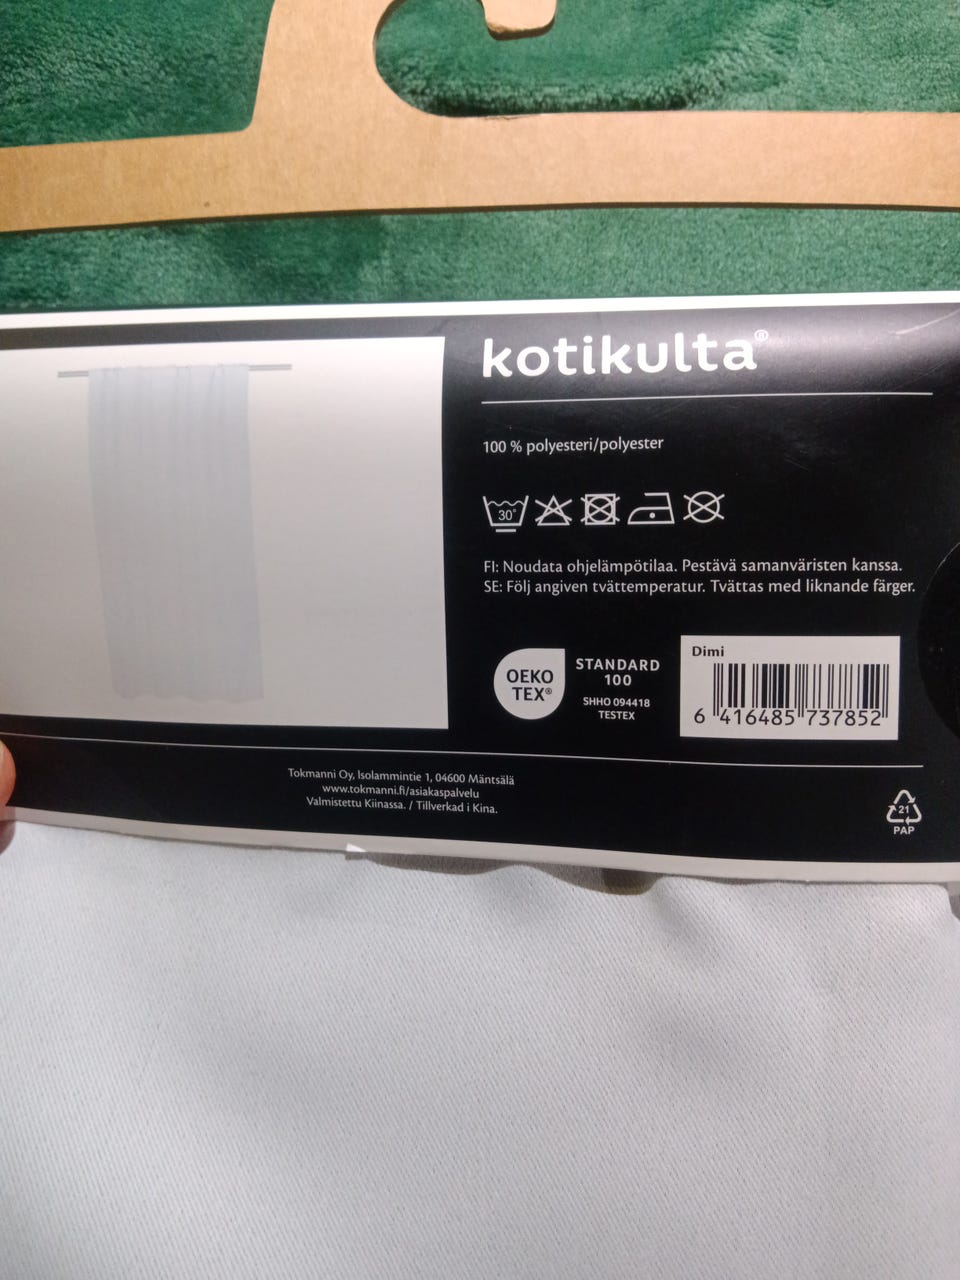 kotikulta®
100 % polyesteri/polyester
30°
FI: Noudata ohjelämpötilaa. Pestävä samanväristen kanssa.
SE: Följ angiven tvättemperatur. Tvättas med liknande färger.
OEKO
TEX®
STANDARD
100
SHHO 094418
TESTEX
Dimi
6 416485 737852
Tokmanni Oy, Isolammintie 1, 04600 Mäntsälä
www.tokmanni.fi/asiakaspalvelu
Valmistettu Kiinassa. / Tillverkad i Kina.
21
PAP